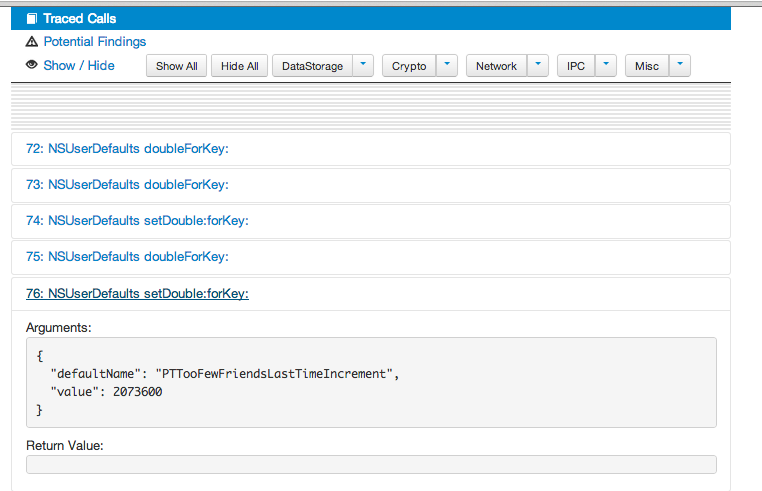 Traced Calls
Potential Findings
Show / Hide Show All Hide All DataStorage Crypto Network IPC Misc
72: NSUserDefaults doubleForKey:
73: NSUserDefaults doubleForKey:
74: NSUserDefaults setDouble:forKey:
75: NSUserDefaults doubleForKey:
76: NSUserDefaults setDouble:forKey:
Arguments:
{
"defaultName": "PTTooFewFriendsLastTimeIncrement",
"value": 2073600
}
Return Value: